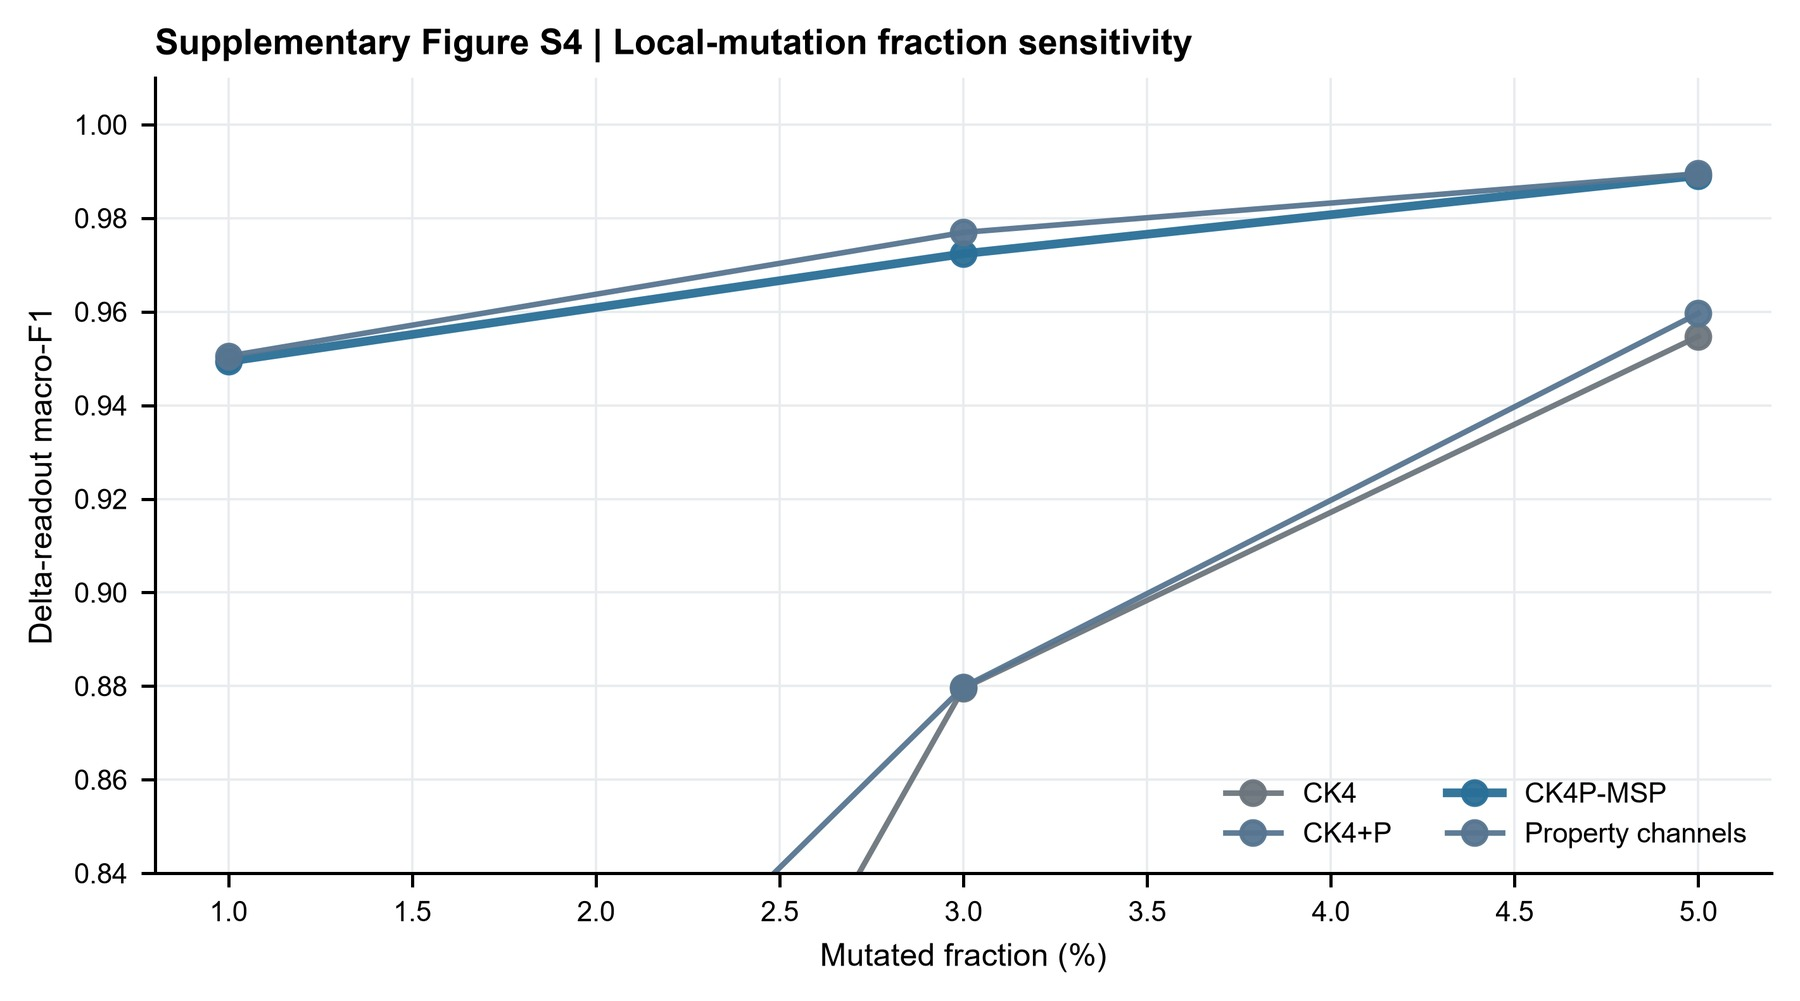 Supplementary Figure S4 | Local-mutation fraction sensitivity
Delta-readout macro-F1
1.00
0.98
0.96
0.94
0.92
0.90
0.88
0.86
0.84
CK4
CK4+P
CK4P-MSP
Property channels
1.0 1.5 2.0 2.5 3.0 3.5 4.0 4.5 5.0
Mutated fraction (%)